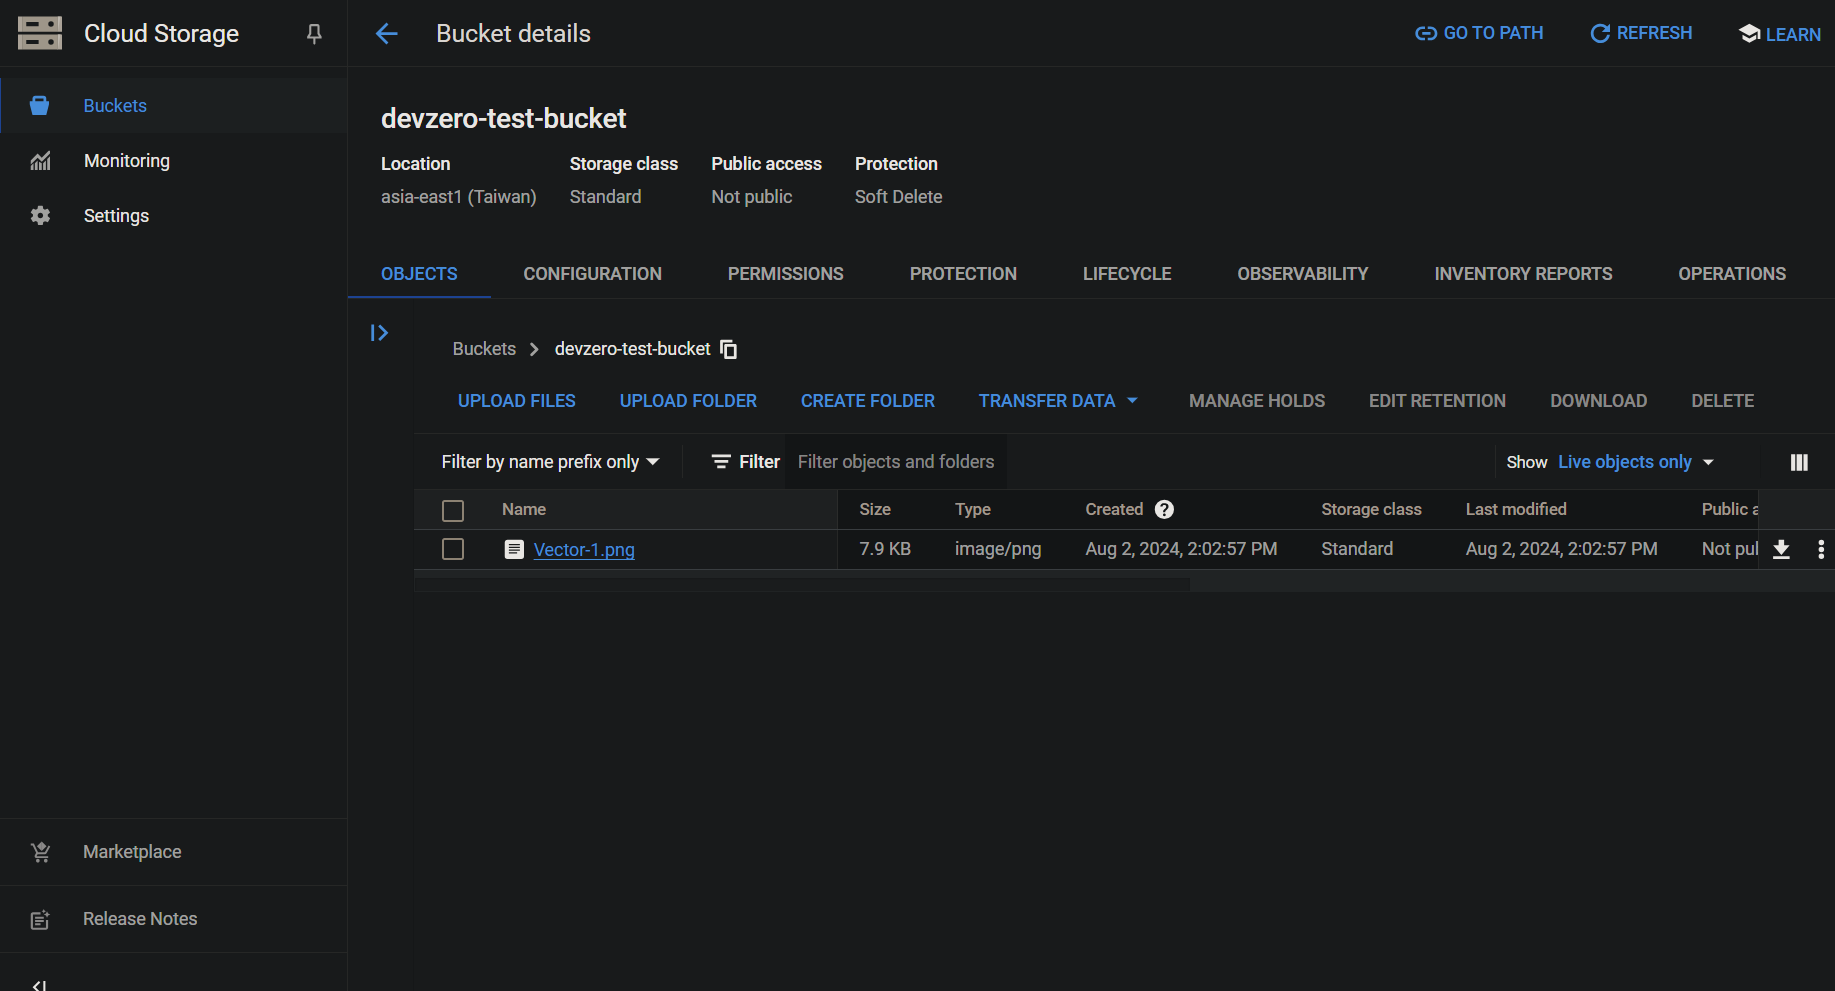 Cloud Storage
Bucket details
GO TO PATH
REFRESH
LEARN
Buckets
Monitoring
Settings
devzero-test-bucket
Location Storage class Public access Protection
asia-east1 (Taiwan) Standard Not public Soft Delete
OBJECTS CONFIGURATION PERMISSIONS PROTECTION LIFECYCLE OBSERVABILITY INVENTORY REPORTS OPERATIONS
Buckets devzero-test-bucket
UPLOAD FILES UPLOAD FOLDER CREATE FOLDER TRANSFER DATA MANAGE HOLDS EDIT RETENTION DOWNLOAD DELETE
Filter by name prefix only Filter Filter objects and folders Show Live objects only
Name Size Type Created Storage class Last modified Public a
Vector-1.png 7.9 KB image/png Aug 2, 2024, 2:02:57 PM Standard Aug 2, 2024, 2:02:57 PM Not pul
Marketplace
Release Notes